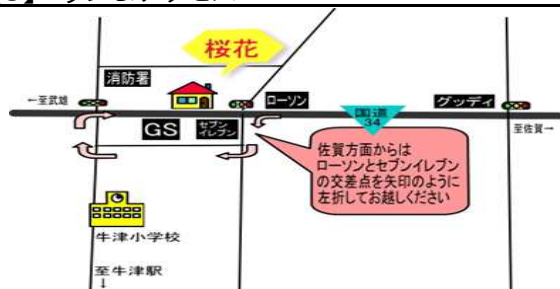 桜花
消防署
←至武雄
ローソン
国道
34
グッディ
至佐賀→
GS
セブン
イレブン
佐賀方面からは
ローソンとセブンイレブン
の交差点を矢印のように
左折してお越しください
牛津小学校
至牛津駅
↓